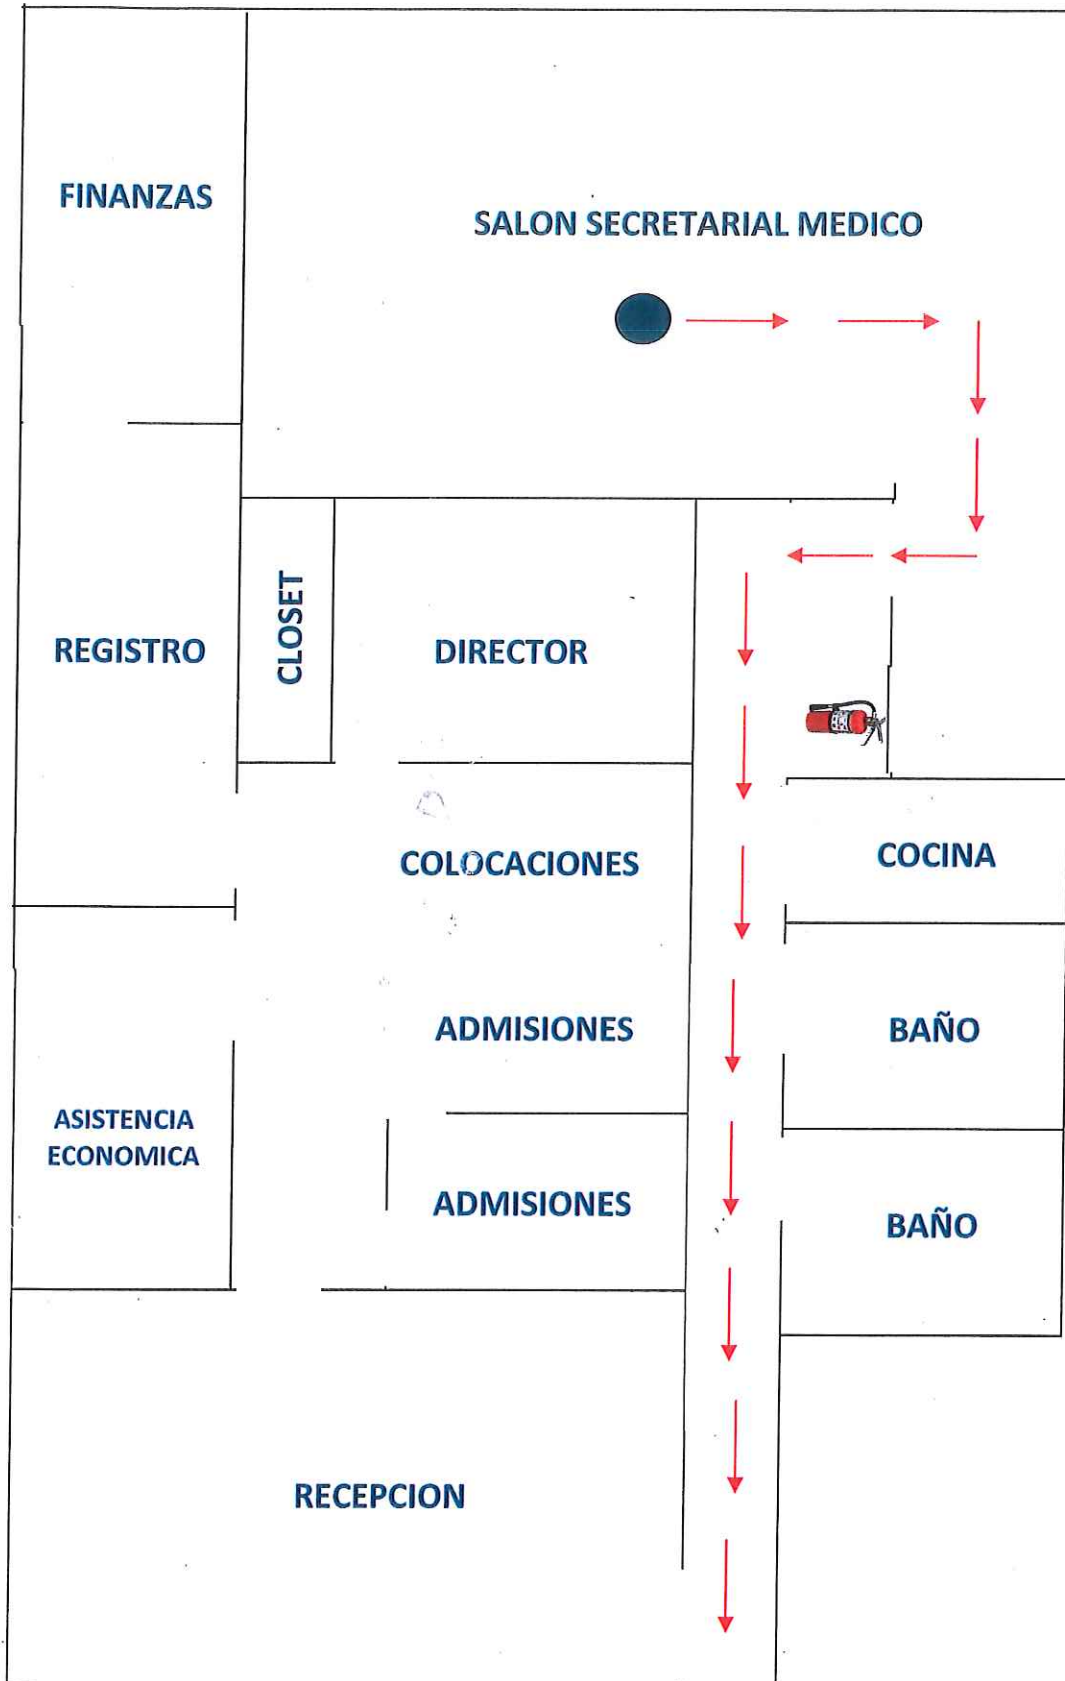 FINANZAS
SALON SECRETARIAL MEDICO
REGISTRO
CLOSET
DIRECTOR
COLOCACIONES
COCINA
ADMISIONES
BAÑO
ASISTENCIA
ECONOMICA
ADMISIONES
BAÑO
RECEPCION